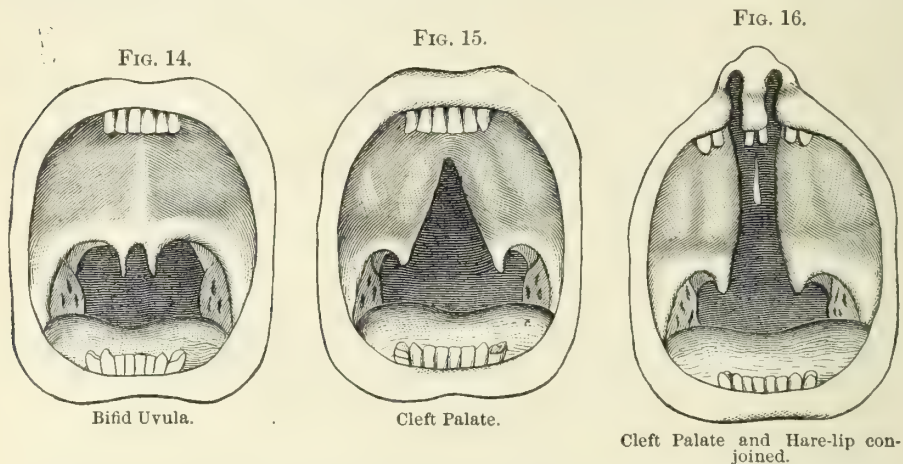 FIG. 14.
FIG. 15.
FIG. 16.
Bifid Uvula.
Cleft Palate.
Cleft Palate and Hare-lip con-
joined.